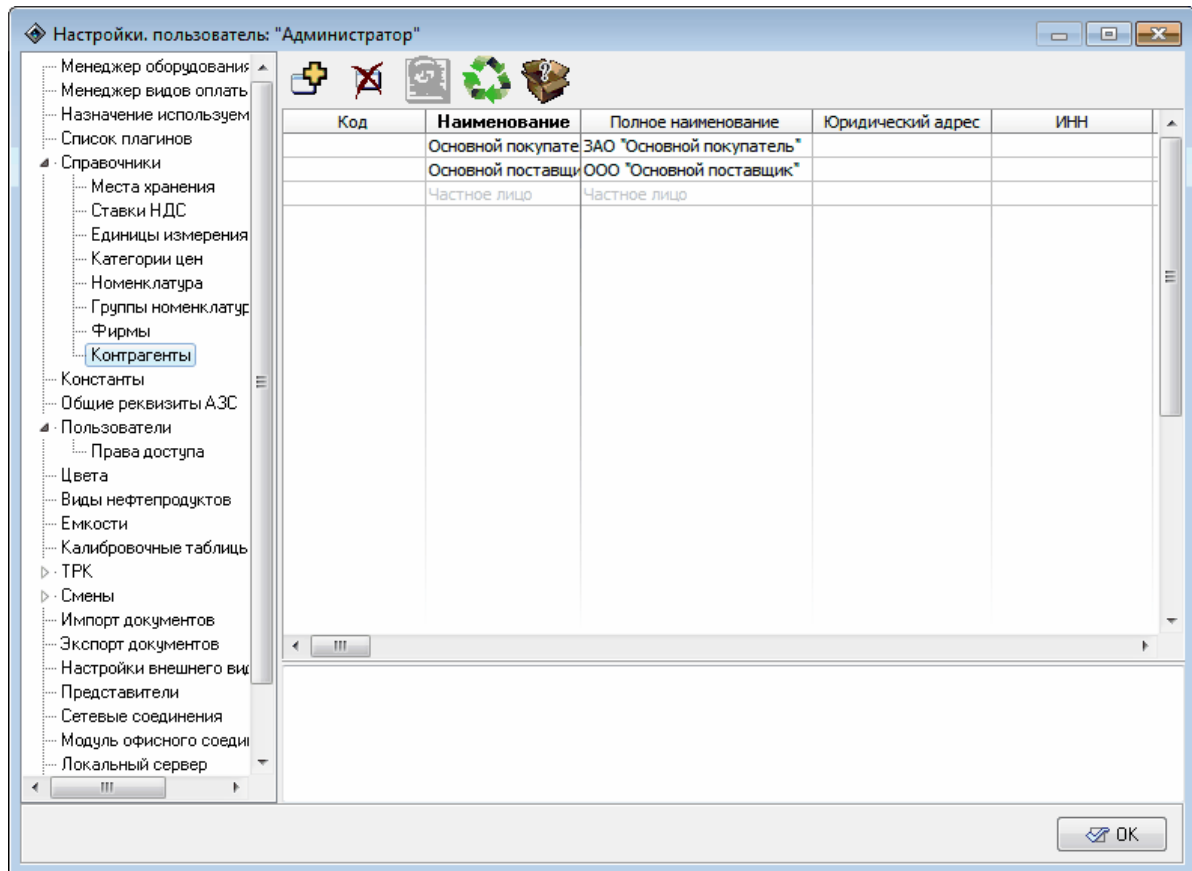 Настройки. пользователь: "Администратор"
Менеджер оборудования
Менеджер видов оплать
Назначение используем
Список плагинов
Справочники
Места хранения
Ставки НДС
Единицы измерения
Категории цен
Номенклатура
Группы номенклатур
Фирмы
Контрагенты
Константы
Общие реквизиты АЗС
Пользователи
Права доступа
Цвета
Виды нефтепродуктов
Емкости
Калибровочные таблиць
ТРК
Смены
Импорт документов
Экспорт документов
Настройки внешнего вид
Представители
Сетевые соединения
Модуль офисного соеди
Локальный сервер
Код Наименование Полное наименование Юридический адрес ИНН
Основной покупате ЗАО "Основной покупатель"
Основной поставщи ООО "Основной поставщик"
Частное лицо Частное лицо
OK